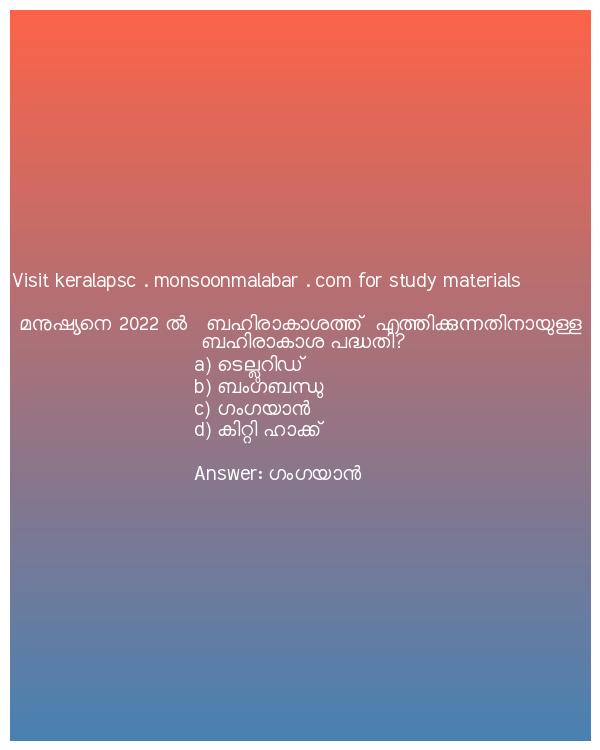 Visit keralapsc . monsoonmalabar . com for study materials
മനുഷ്യനെ 2022 ൽ ബഹിരാകാശത്ത് എത്തിക്കുന്നതിനായുള്ള
ബഹിരാകാശ പദ്ധതി?
a) ടെല്ലുറിഡ്
b) ബംഗബന്ധു
c) ഗംഗയാൻ
d) കിറ്റി ഹാക്ക്
Answer: ഗംഗയാൻ